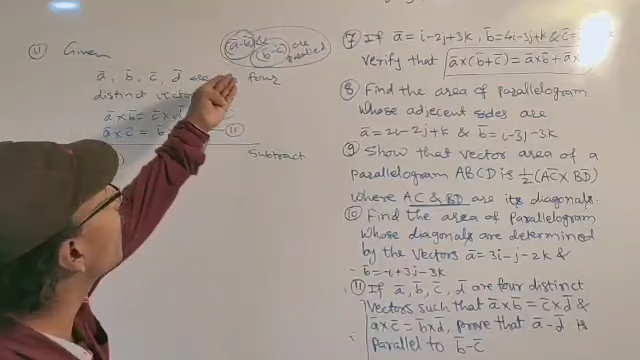 (11) Given
(a̅-d̅) &
(b̅-c̅) are
parallel
a̅, b̅, c̅, d̅ are four
distinct
a̅×b̅ = c̅×d̅
a̅×c̅ = b̅ (11)
Subtract
(7) If a̅ = i-2j+3k, b̅ = 4i-3j+k & c̅ =
verify that a̅×(b̅+c̅) = a̅×b̅ + a̅×
(8) Find the area of parallelogram
whose adjecent sides are
a̅ = 2i-2j+k & b̅ = i-3j-3k
(9) Show that vector area of a
parallelogram ABCD is ½(A̅C̅ × B̅D̅)
where AC & BD are its diagonals.
(10) Find the area of parallelogram
whose diagonals are determined
by the vectors a̅ = 3i-j-2k &
b̅ = -i+3j-3k
(11) If a̅, b̅, c̅, d̅ are four distinct
vectors such that a̅×b̅ = c̅×d̅ &
a̅×c̅ = b̅×d̅, prove that a̅-d̅ is
parallel to b̅-c̅